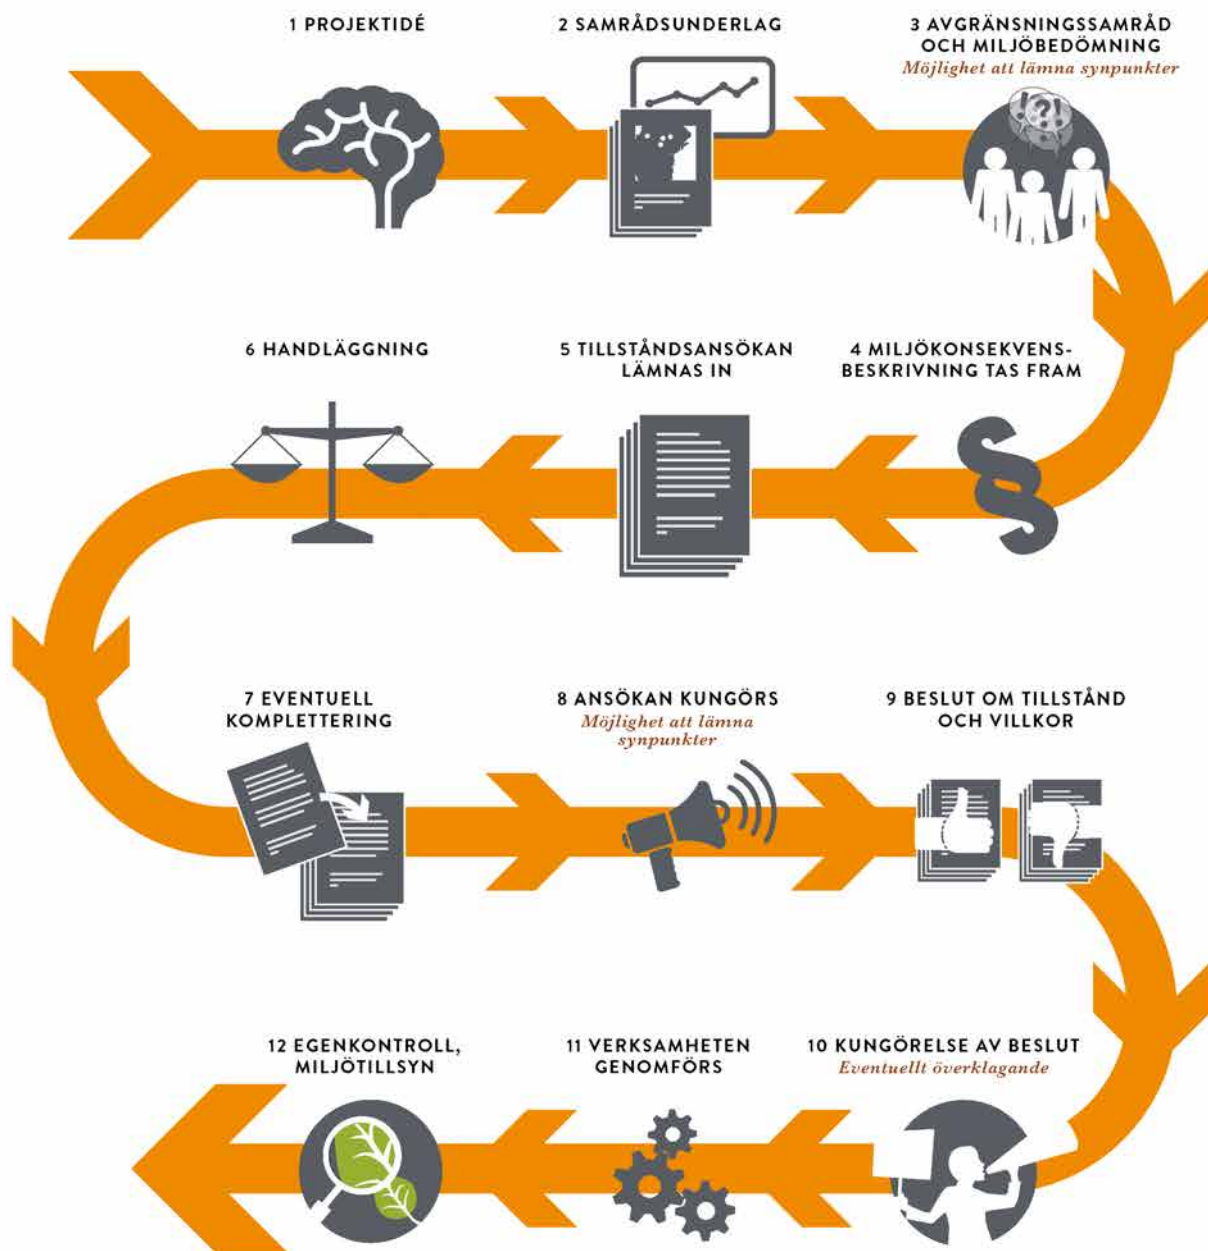 1 PROJEKTIDÉ
2 SAMRÅDSUNDERLAG
3 AVGRÄNSNINGSSAMRÅD
OCH MILJÖBEDÖMNING
Möjlighet att lämna synpunkter
!?!
4 MILJÖKONSEKVENS-
BESKRIVNING TAS FRAM
§
5 TILLSTÅNDSANSÖKAN
LÄMNAS IN
6 HANDLÄGGNING
7 EVENTUELL
KOMPLETTERING
8 ANSÖKAN KUNGÖRS
Möjlighet att lämna
synpunkter
9 BESLUT OM TILLSTÅND
OCH VILLKOR
10 KUNGÖRELSE AV BESLUT
Eventuellt överklagande
11 VERKSAMHETEN
GENOMFÖRS
12 EGENKONTROLL,
MILJÖTILLSYN